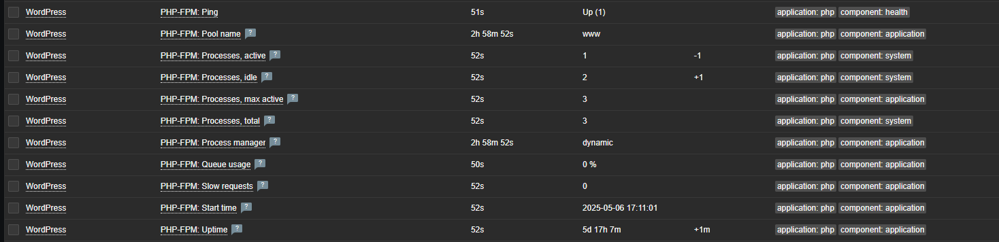 WordPress PHP-FPM: Ping 51s Up (1) application: php component: health
WordPress PHP-FPM: Pool name ? 2h 58m 52s www application: php component: application
WordPress PHP-FPM: Processes, active ? 52s 1 -1 application: php component: system
WordPress PHP-FPM: Processes, idle ? 52s 2 +1 application: php component: system
WordPress PHP-FPM: Processes, max active ? 52s 3 application: php component: application
WordPress PHP-FPM: Processes, total ? 52s 3 application: php component: system
WordPress PHP-FPM: Process manager ? 2h 58m 52s dynamic application: php component: application
WordPress PHP-FPM: Queue usage ? 50s 0 % application: php component: application
WordPress PHP-FPM: Slow requests ? 52s 0 application: php component: application
WordPress PHP-FPM: Start time ? 52s 2025-05-06 17:11:01 application: php component: application
WordPress PHP-FPM: Uptime ? 52s 5d 17h 7m +1m application: php component: application